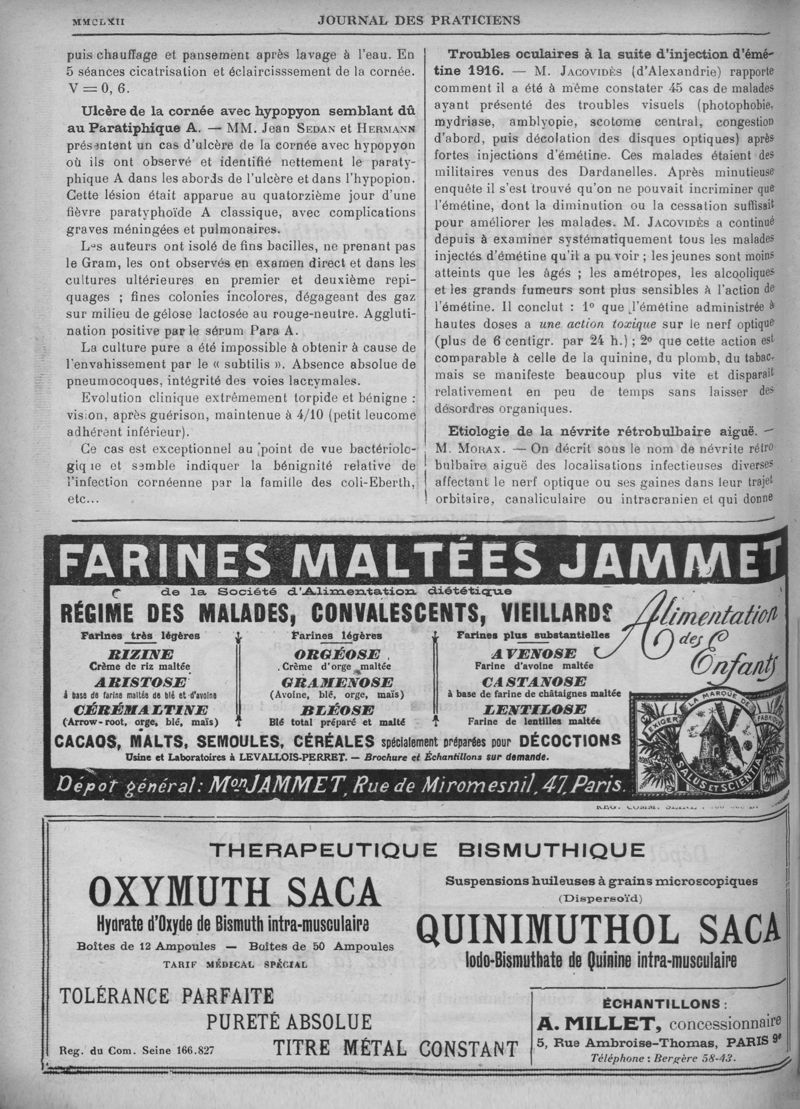 MMCLXII
JOURNAL DES PRATICIENS
puis chauffage et pansement après lavage à l'eau. En
5 séances cicatrisation et éclaircisssement de la cornée.
V = 0, 6.
Ulcère de la cornée avec hypopyon semblant dû
au Paratiphique A. — MM. Jean SEDAN et HERMANN
présentent un cas d'ulcère de la cornée avec hypopyon
où ils ont observé et identifié nettement le paraty-
phique A dans les abords de l'ulcère et dans l'hypopion.
Cette lésion était apparue au quatorzième jour d'une
fièvre paratyphoïde A classique, avec complications
graves méningées et pulmonaires.
Les auteurs ont isolé de fins bacilles, ne prenant pas
le Gram, les ont observés en examen direct et dans les
cultures ultérieures en premier et deuxième repi-
quages ; fines colonies incolores, dégageant des gaz
sur milieu de gélose lactosée au rouge-neutre. Aggluti-
nation positive par le sérum Para A.
La culture pure a été impossible à obtenir à cause de
l'envahissement par le « subtilis ». Absence absolue de
pneumocoques, intégrité des voies lacrymales.
Evolution clinique extrêmement torpide et bénigne :
vision, après guérison, maintenue à 4/10 (petit leucome
adhérent inférieur).
Ce cas est exceptionnel au point de vue bactériolo-
gique et semble indiquer la bénignité relative de
l'infection cornéenne par la famille des coli-Eberth,
etc...
Troubles oculaires à la suite d'injection d'émé-
tine 1916. — M. JACOVIDÈS (d'Alexandrie) rapporte
comment il a été à même constater 45 cas de malades
ayant présenté des troubles visuels (photophobie,
mydriase, amblyopie, scotome central, congestion
d'abord, puis décolation des disques optiques) après
fortes injections d'émétine. Ces malades étaient des
militaires venus des Dardanelles. Après minutieuse
enquête il s'est trouvé qu'on ne pouvait incriminer que
l'émétine, dont la diminution ou la cessation suffisait
pour améliorer les malades. M. JACOVIDÈS a continué
depuis à examiner systématiquement tous les malades
injectés d'émétine qu'il a pu voir ; les jeunes sont moins
atteints que les âgés ; les amétropes, les alcooliques
et les grands fumeurs sont plus sensibles à l'action de
l'émétine. Il conclut : 1º que l'émétine administrée à
hautes doses a une action toxique sur le nerf optique
(plus de 6 centigr. par 24 h.) ; 2º que cette action est
comparable à celle de la quinine, du plomb, du tabac,
mais se manifeste beaucoup plus vite et disparaît
relativement en peu de temps sans laisser des
désordres organiques.
Etiologie de la névrite rétrobulbaire aiguë. —
M. MORAX. — On décrit sous le nom de névrite rétro
bulbaire aiguë des localisations infectieuses diverses
affectant le nerf optique ou ses gaines dans leur trajet
orbitaire, canaliculaire ou intracranien et qui donne
FARINES MALTÉES JAMMET
de la Société d'Alimentation diététique
RÉGIME DES MALADES, CONVALESCENTS, VIEILLARDS
Alimentation
des
Enfants
Farines très légères
RIZINE
Crème de riz maltée
ARISTOSE
à base de farine maltée de blé et d'avoine
CÉRÉMALTINE
(Arrow-root, orge, blé, maïs)
Farines légères
ORGÉOSE
Crème d'orge maltée
GRAMENOSE
(Avoine, blé, orge, maïs)
BLÉOSE
Blé total préparé et malté
Farines plus substantielles
AVENOSE
Farine d'avoine maltée
CASTANOSE
à base de farine de châtaignes maltée
LENTILOSE
Farine de lentilles maltée
EXIGER LA MARQUE DE FABRIQUE
SALUS ET SCIENTIA
CACAOS, MALTS, SEMOULES, CÉRÉALES spécialement préparées pour DÉCOCTIONS
Usine et Laboratoires à LEVALLOIS-PERRET. — Brochure et Échantillons sur demande.
Dépôt général: Mon JAMMET, Rue de Miromesnil, 47, Paris.
THERAPEUTIQUE BISMUTHIQUE
OXYMUTH SACA
Hydrate d'Oxyde de Bismuth intra-musculaire
Boîtes de 12 Ampoules — Boîtes de 50 Ampoules
TARIF MÉDICAL SPÉCIAL
Suspensions huileuses à grains microscopiques
(Dispersoïd)
QUINIMUTHOL SACA
Iodo-Bismuthate de Quinine intra-musculaire
TOLÉRANCE PARFAITE
PURETÉ ABSOLUE
TITRE MÉTAL CONSTANT
Reg. du Com. Seine 166.827
ÉCHANTILLONS :
A. MILLET, concessionnaire
5, Rue Ambroise-Thomas, PARIS 9e
Téléphone : Bergère 58-43.